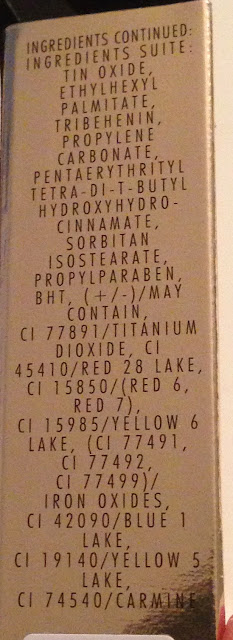 INGREDIENTS CONTINUED:
INGREDIENTS SUITE:
TIN OXIDE,
ETHYLHEXYL
PALMITATE,
TRIBEHENIN,
PROPYLENE
CARBONATE,
PENTAERYTHRITYL
TETRA-DI-T-BUTYL
HYDROXYHYDRO-
CINNAMATE,
SORBITAN
ISOSTEARATE,
PROPYLPARABEN,
BHT, (+/-)/MAY
CONTAIN,
CI 77891/TITANIUM
DIOXIDE, CI
45410/RED 28 LAKE,
CI 15850/(RED 6,
RED 7),
CI 15985/YELLOW 6
LAKE, (CI 77491,
CI 77492,
CI 77499)/
IRON OXIDES,
CI 42090/BLUE 1
LAKE,
CI 19140/YELLOW 5
LAKE,
CI 74540/CARMINE